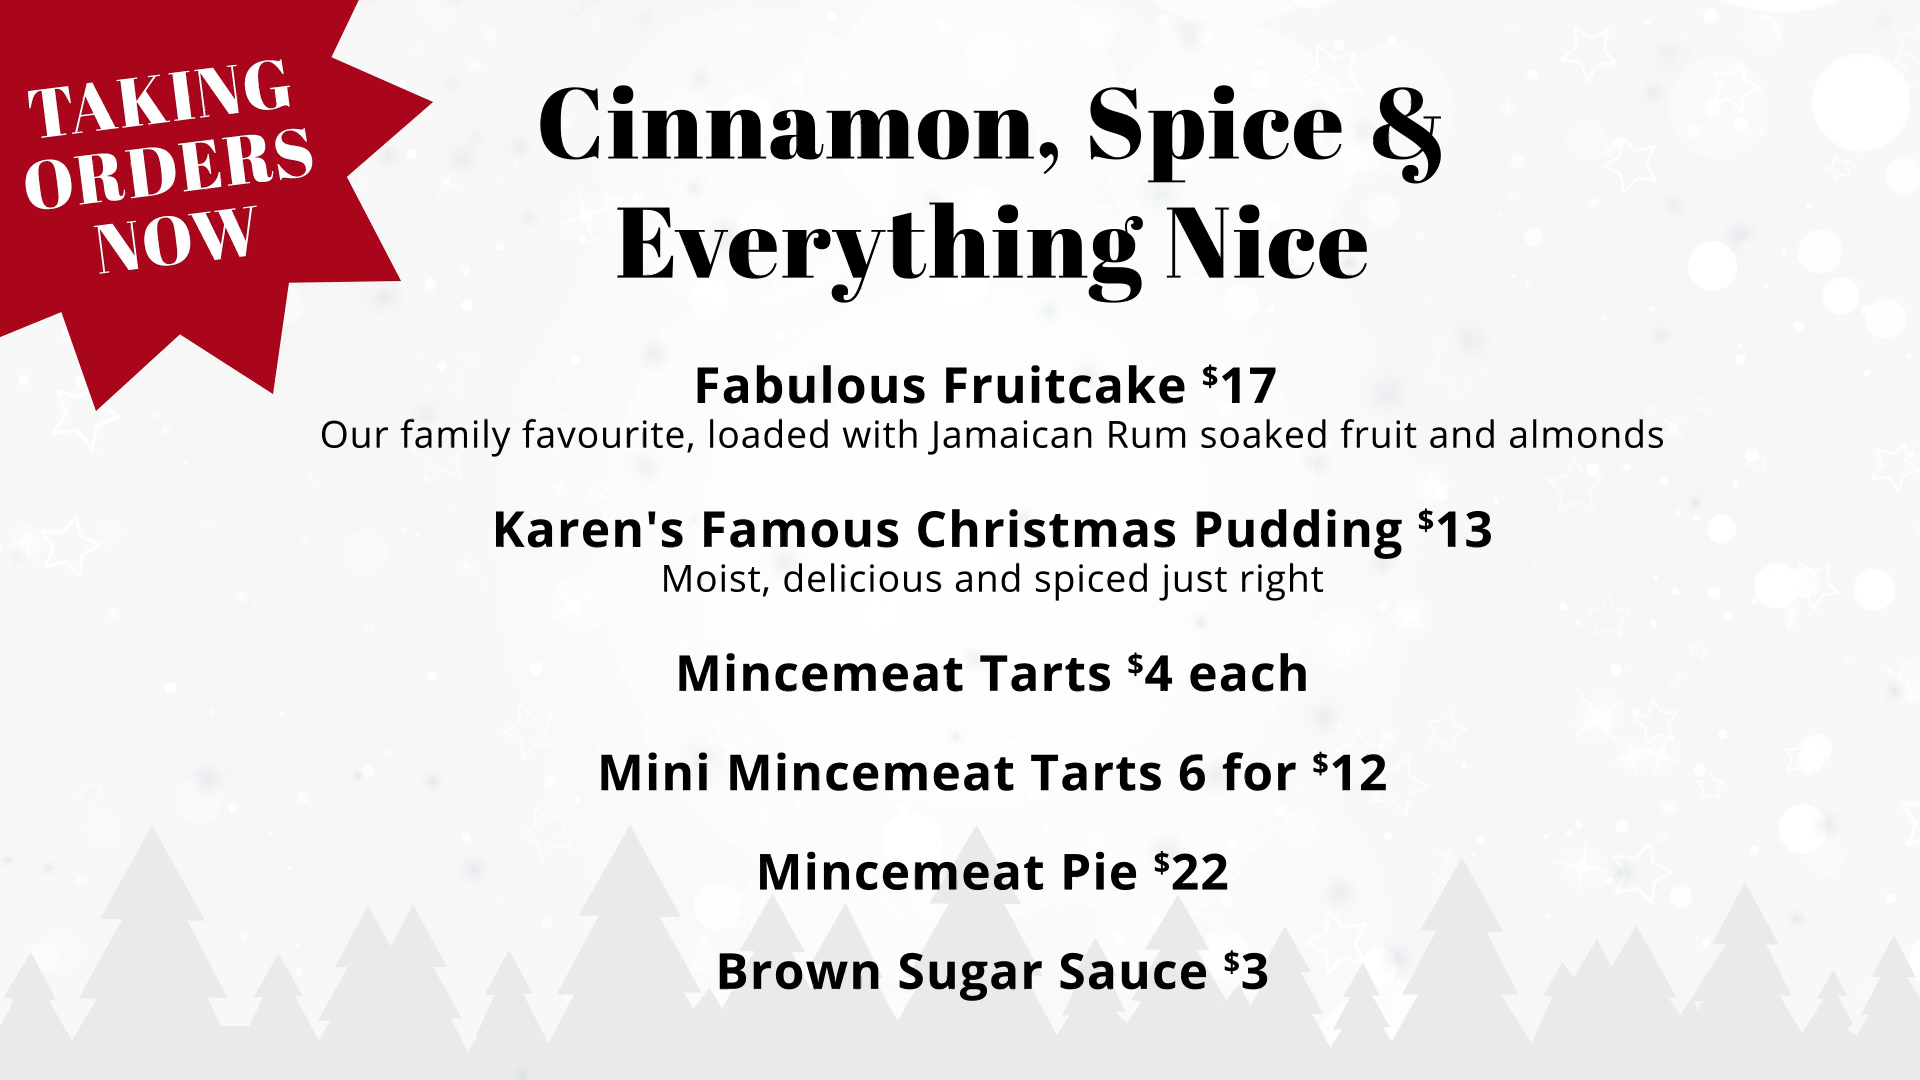 TAKING
ORDERS
NOW
Cinnamon, Spice &
Everything Nice
Fabulous Fruitcake $17
Our family favourite, loaded with Jamaican Rum soaked fruit and almonds
Karen's Famous Christmas Pudding $13
Moist, delicious and spiced just right
Mincemeat Tarts $4 each
Mini Mincemeat Tarts 6 for $12
Mincemeat Pie $22
Brown Sugar Sauce $3